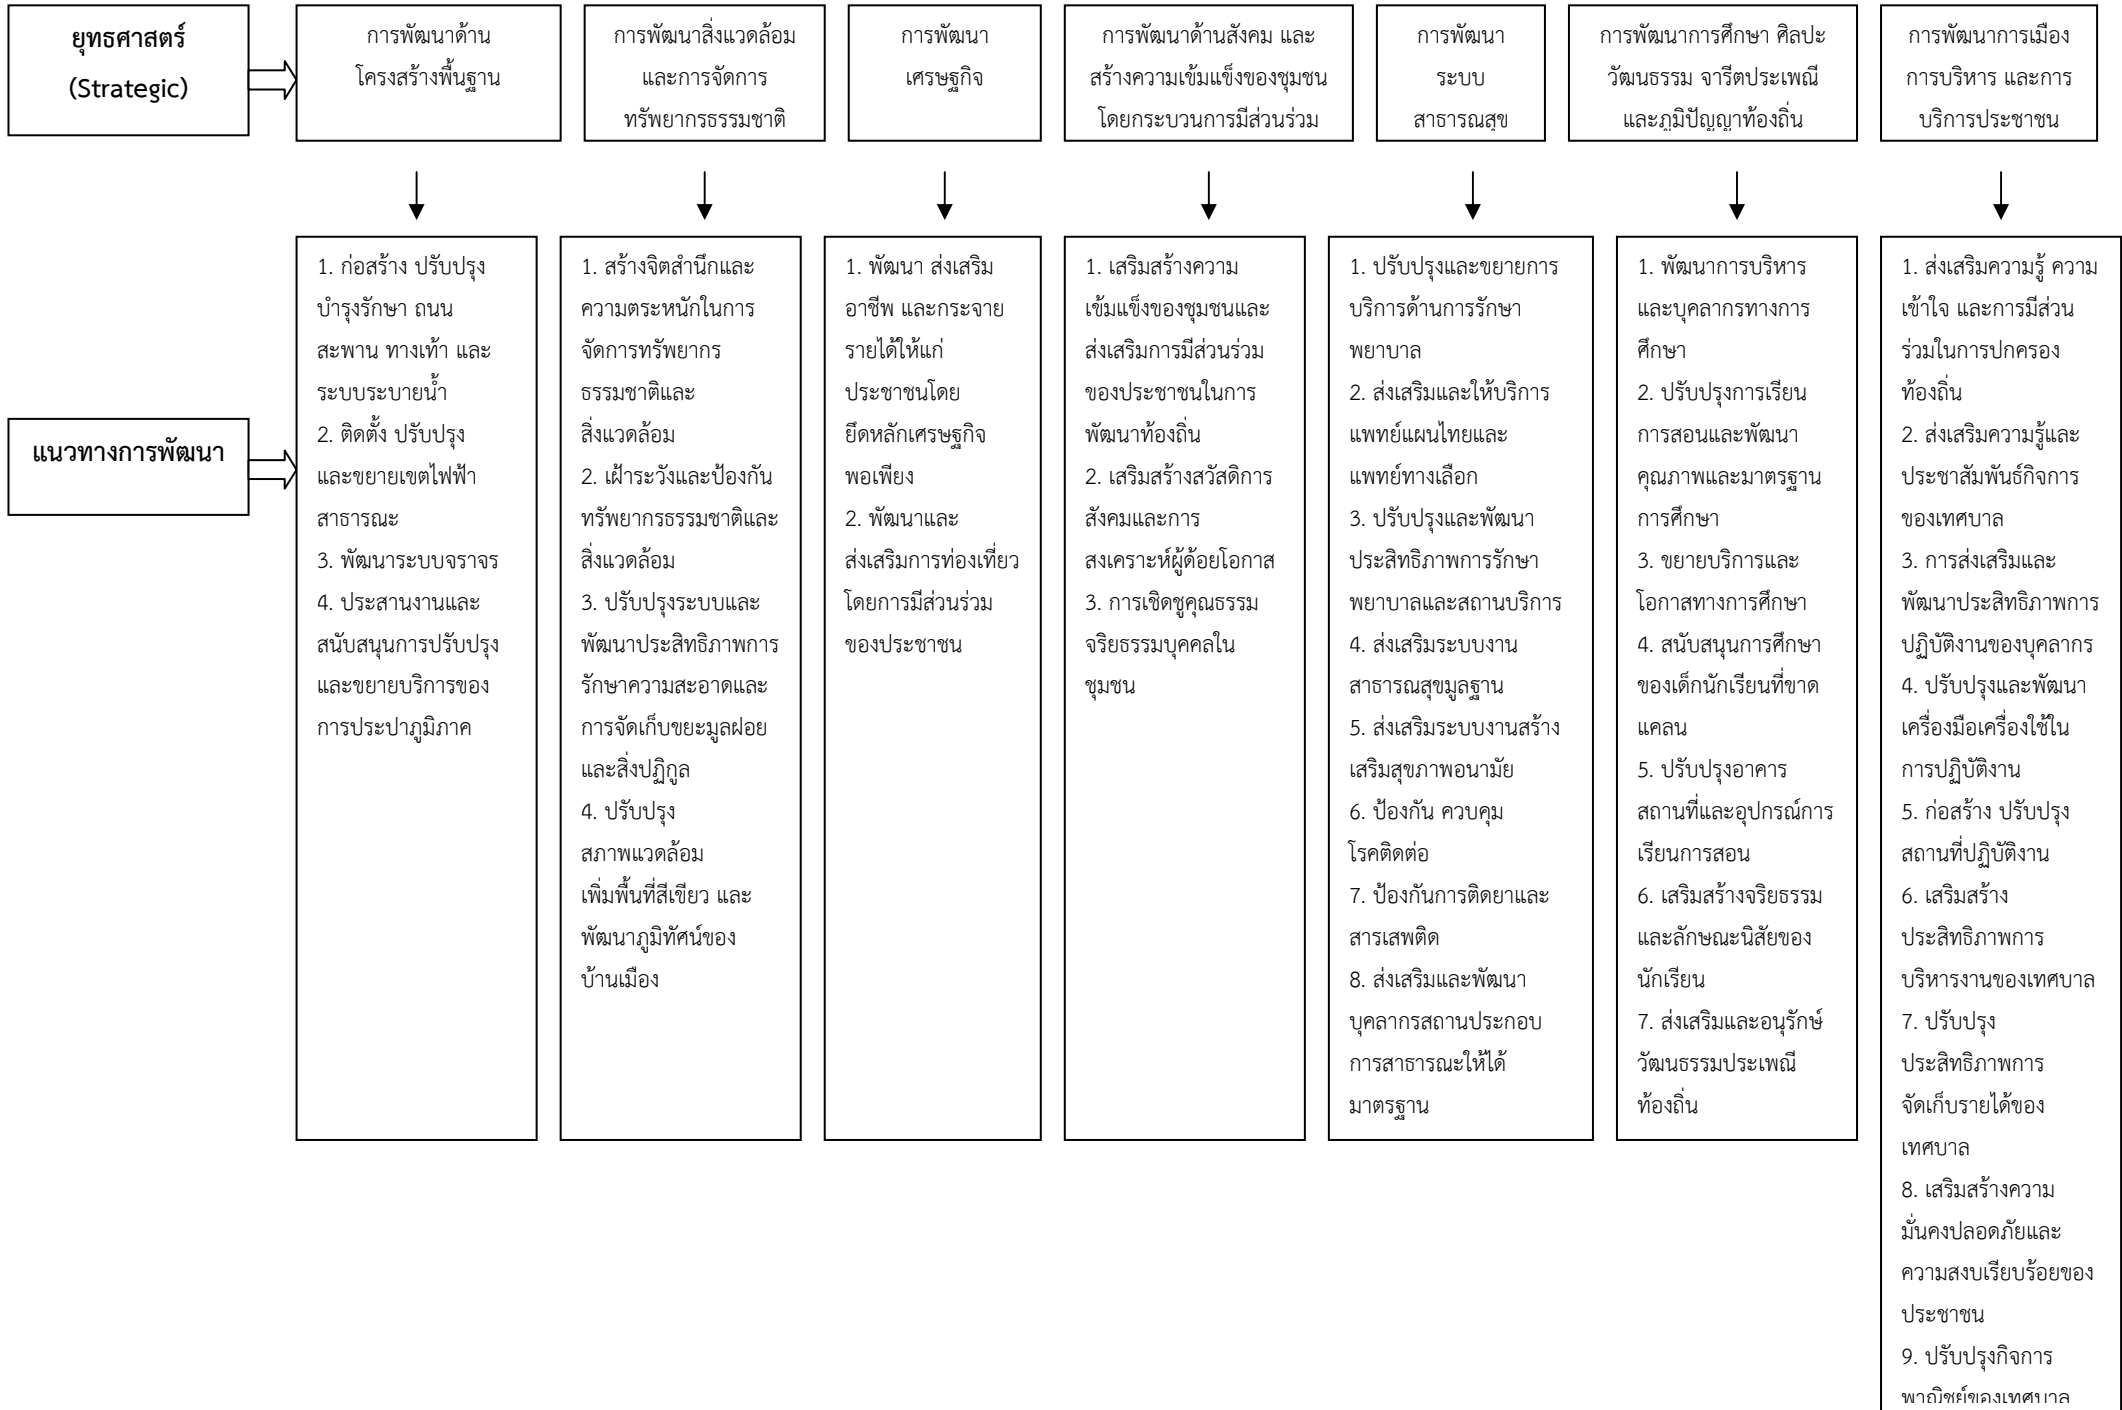 ยุทธศาสตร์
(Strategic)
การพัฒนาด้าน
โครงสร้างพื้นฐาน
การพัฒนาสิ่งแวดล้อม
และการจัดการ
ทรัพยากรธรรมชาติ
การพัฒนา
เศรษฐกิจ
การพัฒนาด้านสังคม และ
สร้างความเข้มแข็งของชุมชน
โดยกระบวนการมีส่วนร่วม
การพัฒนา
ระบบ
สาธารณสุข
การพัฒนาการศึกษา ศิลปะ
วัฒนธรรม จารีตประเพณี
และภูมิปัญญาท้องถิ่น
การพัฒนาการเมือง
การบริหาร และการ
บริการประชาชน
แนวทางการพัฒนา
1. ก่อสร้าง ปรับปรุง
บำรุงรักษา ถนน
สะพาน ทางเท้า และ
ระบบระบายน้ำ
2. ติดตั้ง ปรับปรุง
และขยายเขตไฟฟ้า
สาธารณะ
3. พัฒนาระบบจราจร
4. ประสานงานและ
สนับสนุนการปรับปรุง
และขยายบริการของ
การประปาภูมิภาค
1. สร้างจิตสำนึกและ
ความตระหนักในการ
จัดการทรัพยากร
ธรรมชาติและ
สิ่งแวดล้อม
2. เฝ้าระวังและป้องกัน
ทรัพยากรธรรมชาติและ
สิ่งแวดล้อม
3. ปรับปรุงระบบและ
พัฒนาประสิทธิภาพการ
รักษาความสะอาดและ
การจัดเก็บขยะมูลฝอย
และสิ่งปฏิกูล
4. ปรับปรุง
สภาพแวดล้อม
เพิ่มพื้นที่สีเขียว และ
พัฒนาภูมิทัศน์ของ
บ้านเมือง
1. พัฒนา ส่งเสริม
อาชีพ และกระจาย
รายได้ให้แก่
ประชาชนโดย
ยึดหลักเศรษฐกิจ
พอเพียง
2. พัฒนาและ
ส่งเสริมการท่องเที่ยว
โดยการมีส่วนร่วม
ของประชาชน
1. เสริมสร้างความ
เข้มแข็งของชุมชนและ
ส่งเสริมการมีส่วนร่วม
ของประชาชนในการ
พัฒนาท้องถิ่น
2. เสริมสร้างสวัสดิการ
สังคมและการ
สงเคราะห์ผู้ด้อยโอกาส
3. การเชิดชูคุณธรรม
จริยธรรมบุคคลใน
ชุมชน
1. ปรับปรุงและขยายการ
บริการด้านการรักษา
พยาบาล
2. ส่งเสริมและให้บริการ
แพทย์แผนไทยและ
แพทย์ทางเลือก
3. ปรับปรุงและพัฒนา
ประสิทธิภาพการรักษา
พยาบาลและสถานบริการ
4. ส่งเสริมระบบงาน
สาธารณสุขมูลฐาน
5. ส่งเสริมระบบงานสร้าง
เสริมสุขภาพอนามัย
6. ป้องกัน ควบคุม
โรคติดต่อ
7. ป้องกันการติดยาและ
สารเสพติด
8. ส่งเสริมและพัฒนา
บุคลากรสถานประกอบ
การสาธารณะให้ได้
มาตรฐาน
1. พัฒนาการบริหาร
และบุคลากรทางการ
ศึกษา
2. ปรับปรุงการเรียน
การสอนและพัฒนา
คุณภาพและมาตรฐาน
การศึกษา
3. ขยายบริการและ
โอกาสทางการศึกษา
4. สนับสนุนการศึกษา
ของเด็กนักเรียนที่ขาด
แคลน
5. ปรับปรุงอาคาร
สถานที่และอุปกรณ์การ
เรียนการสอน
6. เสริมสร้างจริยธรรม
และลักษณะนิสัยของ
นักเรียน
7. ส่งเสริมและอนุรักษ์
วัฒนธรรมประเพณี
ท้องถิ่น
1. ส่งเสริมความรู้ ความ
เข้าใจ และการมีส่วน
ร่วมในการปกครอง
ท้องถิ่น
2. ส่งเสริมความรู้และ
ประชาสัมพันธ์กิจการ
ของเทศบาล
3. การส่งเสริมและ
พัฒนาประสิทธิภาพการ
ปฏิบัติงานของบุคลากร
4. ปรับปรุงและพัฒนา
เครื่องมือเครื่องใช้ใน
การปฏิบัติงาน
5. ก่อสร้าง ปรับปรุง
สถานที่ปฏิบัติงาน
6. เสริมสร้าง
ประสิทธิภาพการ
บริหารงานของเทศบาล
7. ปรับปรุง
ประสิทธิภาพการ
จัดเก็บรายได้ของ
เทศบาล
8. เสริมสร้างความ
มั่นคงปลอดภัยและ
ความสงบเรียบร้อยของ
ประชาชน
9. ปรับปรุงกิจการ
พาณิชย์ของเทศบาล